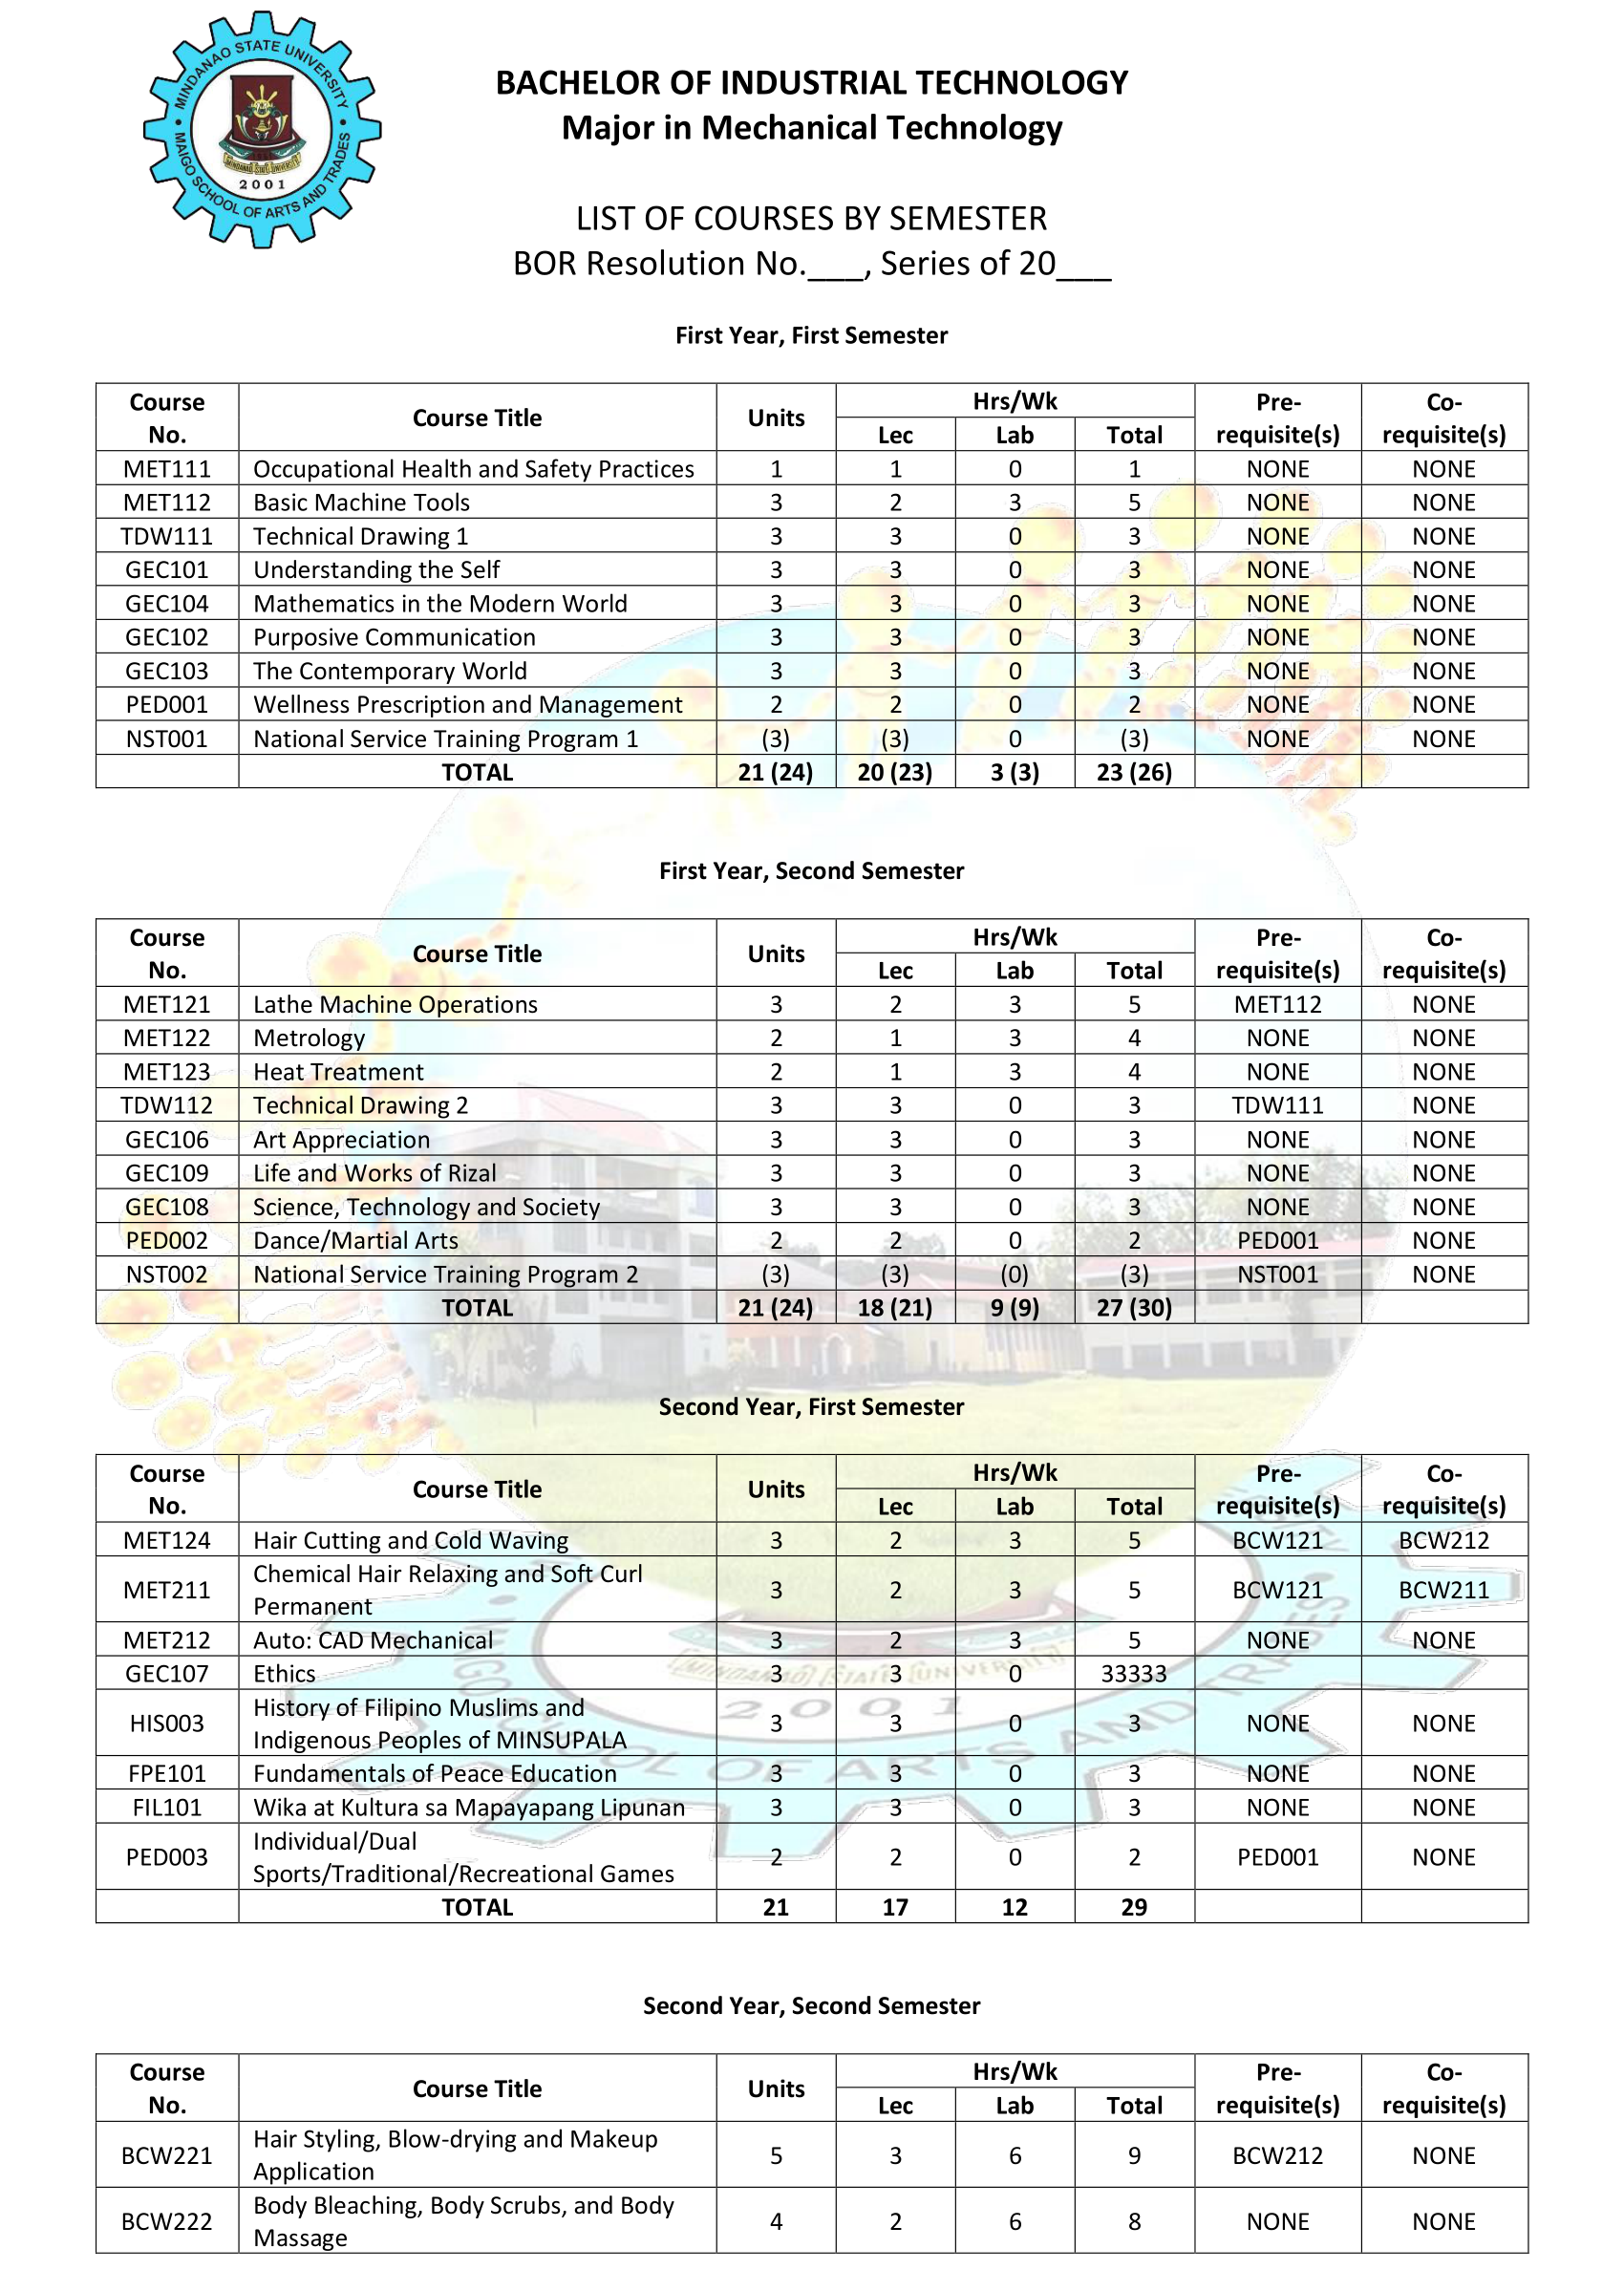 MINDANAO STATE UNIVERSITY
MAIGO SCHOOL OF ARTS AND TRADES
MINDANAO STATE UNIVERSITY
2001
BACHELOR OF INDUSTRIAL TECHNOLOGY
Major in Mechanical Technology
LIST OF COURSES BY SEMESTER
BOR Resolution No.___, Series of 20___
First Year, First Semester
Course No. Course Title Units Hrs/Wk Pre-requisite(s) Co-requisite(s)
Lec Lab Total
MET111 Occupational Health and Safety Practices 1 1 0 1 NONE NONE
MET112 Basic Machine Tools 3 2 3 5 NONE NONE
TDW111 Technical Drawing 1 3 3 0 3 NONE NONE
GEC101 Understanding the Self 3 3 0 3 NONE NONE
GEC104 Mathematics in the Modern World 3 3 0 3 NONE NONE
GEC102 Purposive Communication 3 3 0 3 NONE NONE
GEC103 The Contemporary World 3 3 0 3 NONE NONE
PED001 Wellness Prescription and Management 2 2 0 2 NONE NONE
NST001 National Service Training Program 1 (3) (3) 0 (3) NONE NONE
TOTAL 21 (24) 20 (23) 3 (3) 23 (26)
First Year, Second Semester
Course No. Course Title Units Hrs/Wk Pre-requisite(s) Co-requisite(s)
Lec Lab Total
MET121 Lathe Machine Operations 3 2 3 5 MET112 NONE
MET122 Metrology 2 1 3 4 NONE NONE
MET123 Heat Treatment 2 1 3 4 NONE NONE
TDW112 Technical Drawing 2 3 3 0 3 TDW111 NONE
GEC106 Art Appreciation 3 3 0 3 NONE NONE
GEC109 Life and Works of Rizal 3 3 0 3 NONE NONE
GEC108 Science, Technology and Society 3 3 0 3 NONE NONE
PED002 Dance/Martial Arts 2 2 0 2 PED001 NONE
NST002 National Service Training Program 2 (3) (3) (0) (3) NST001 NONE
TOTAL 21 (24) 18 (21) 9 (9) 27 (30)
Second Year, First Semester
Course No. Course Title Units Hrs/Wk Pre-requisite(s) Co-requisite(s)
Lec Lab Total
MET124 Hair Cutting and Cold Waving 3 2 3 5 BCW121 BCW212
MET211 Chemical Hair Relaxing and Soft Curl Permanent 3 2 3 5 BCW121 BCW211
MET212 Auto: CAD Mechanical 3 2 3 5 NONE NONE
GEC107 Ethics 3 3 0 33333
HIS003 History of Filipino Muslims and Indigenous Peoples of MINSUPALA 3 3 0 3 NONE NONE
FPE101 Fundamentals of Peace Education 3 3 0 3 NONE NONE
FIL101 Wika at Kultura sa Mapayapang Lipunan 3 3 0 3 NONE NONE
PED003 Individual/Dual Sports/Traditional/Recreational Games 2 2 0 2 PED001 NONE
TOTAL 21 17 12 29
Second Year, Second Semester
Course No. Course Title Units Hrs/Wk Pre-requisite(s) Co-requisite(s)
Lec Lab Total
BCW221 Hair Styling, Blow-drying and Makeup Application 5 3 6 9 BCW212 NONE
BCW222 Body Bleaching, Body Scrubs, and Body Massage 4 2 6 8 NONE NONE